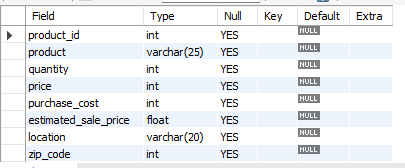 Field Type Null Key Default Extra
product_id int YES NULL
product varchar(25) YES NULL
quantity int YES NULL
price int YES NULL
purchase_cost int YES NULL
estimated_sale_price float YES NULL
location varchar(20) YES NULL
zip_code int YES NULL